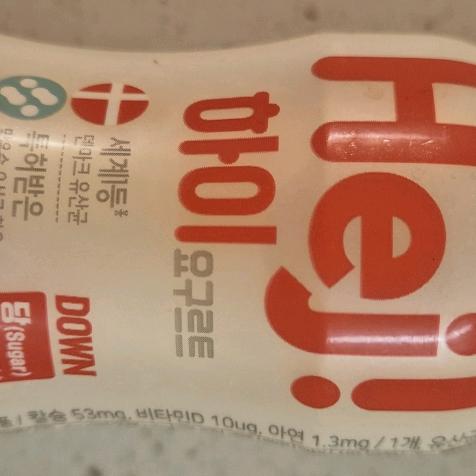 Hej!
하이
요구르트
세계1등※
덴마크 유산균
특허받은
DOWN
당(Sugar)
칼슘 53mg, 비타민D 10ug, 아연 1.3mg / 1개